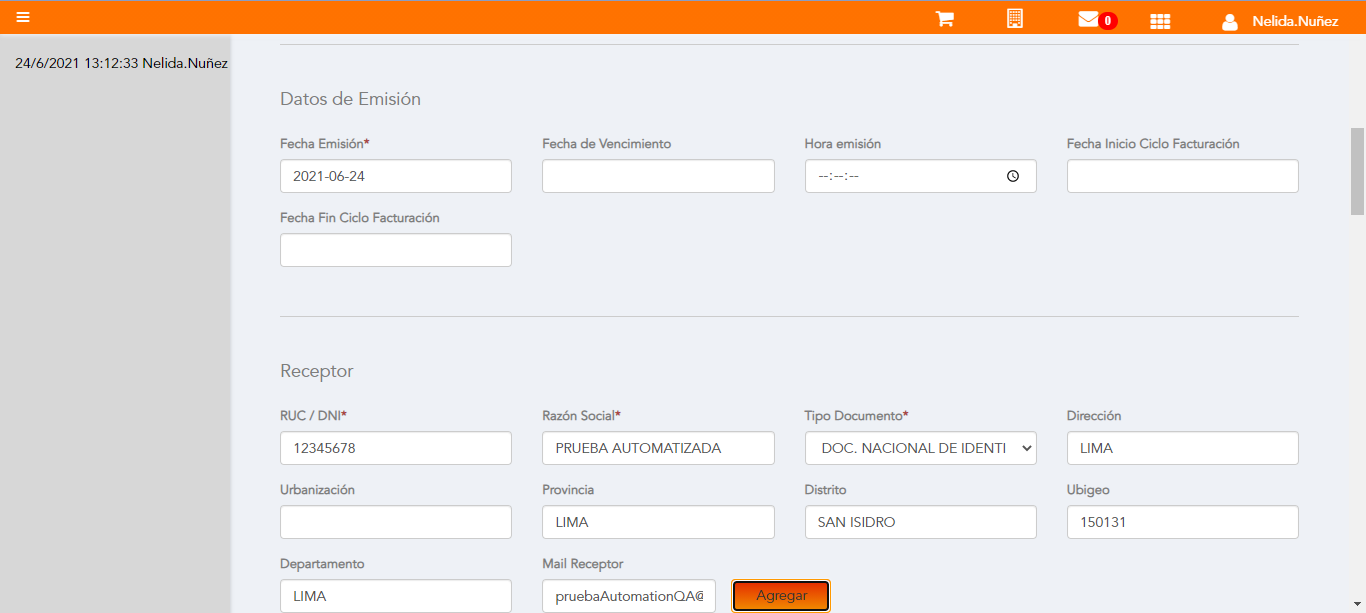 0
Nelida.Nuñez
24/6/2021 13:12:33 Nelida.Nuñez
Datos de Emisión
Fecha Emisión* Fecha de Vencimiento Hora emisión Fecha Inicio Ciclo Facturación
2021-06-24 --:--:--
Fecha Fin Ciclo Facturación
Receptor
RUC / DNI* Razón Social* Tipo Documento* Dirección
12345678 PRUEBA AUTOMATIZADA DOC. NACIONAL DE IDENTI LIMA
Urbanización Provincia Distrito Ubigeo
LIMA SAN ISIDRO 150131
Departamento Mail Receptor
LIMA pruebaAutomationQA@ Agregar